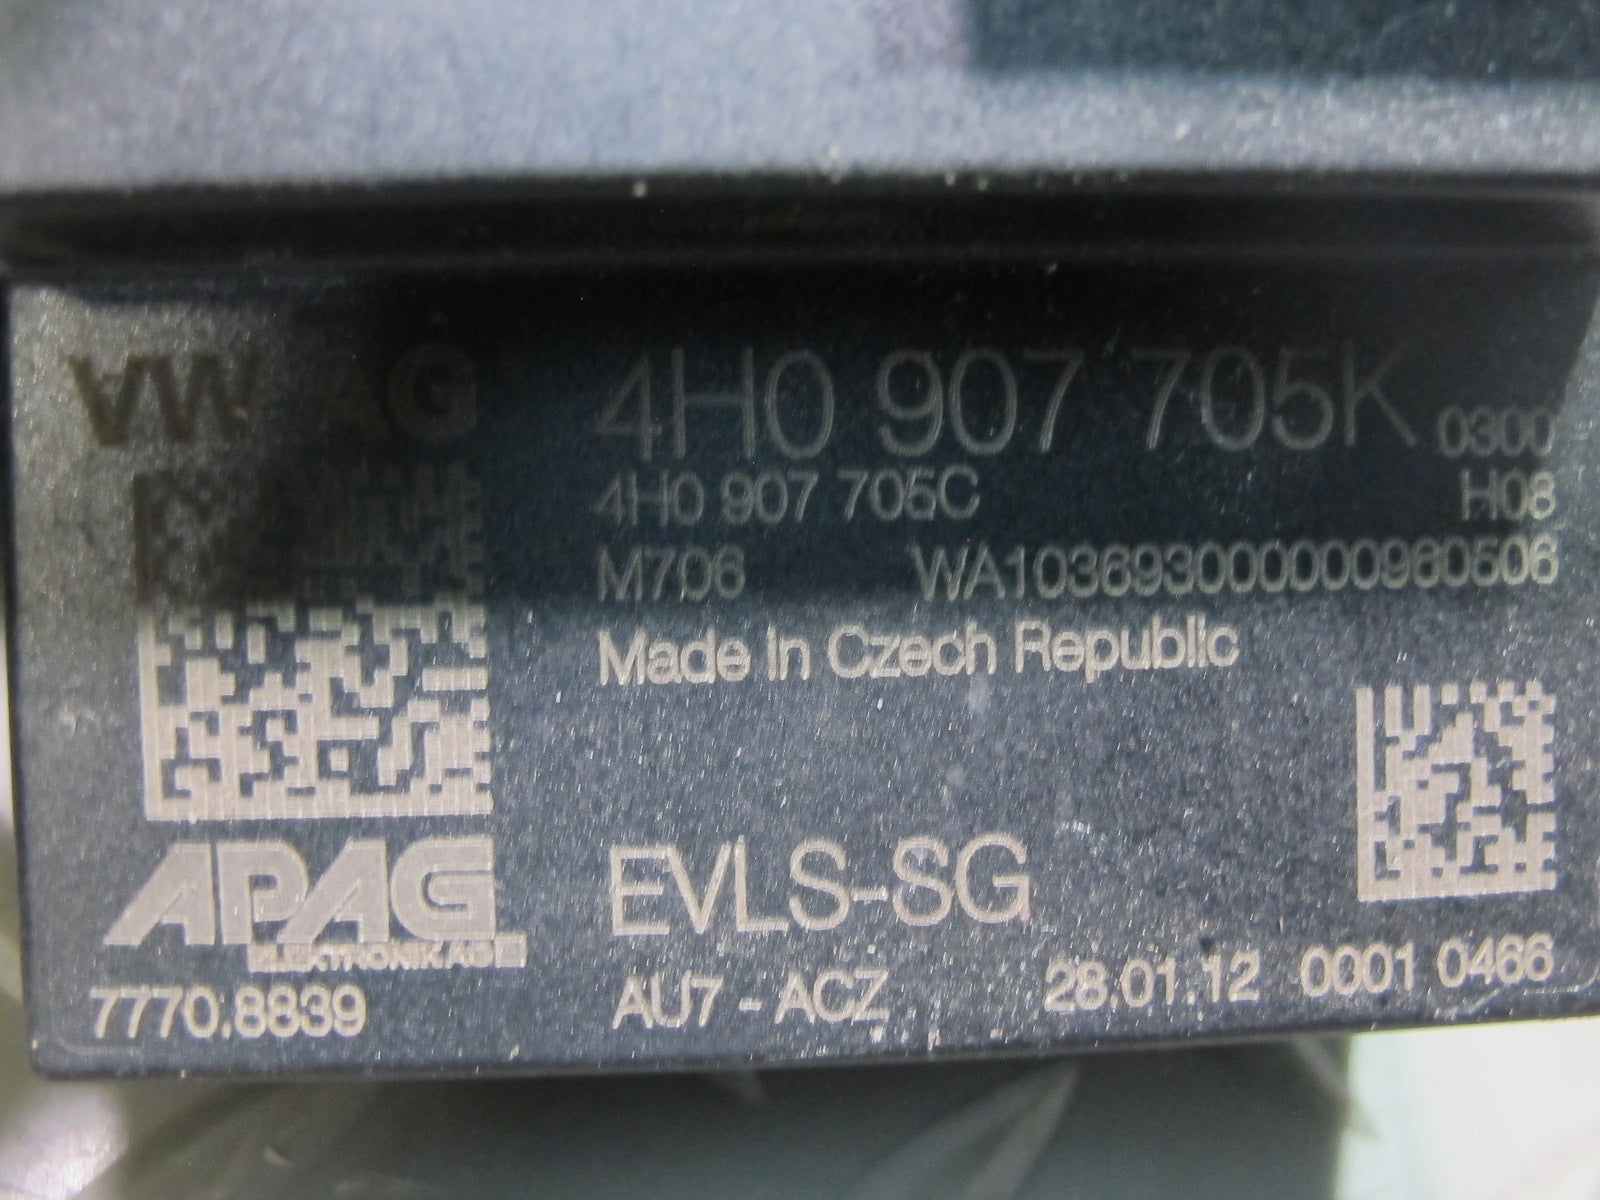 VW AG
4H0 907 705K 0300
4H0 907 705C H08
M706 WA1036930000000960506
Made In Czech Republic
APAG
ELEKTRONIK AG
EVLS-SG
7770.8839
AU7 - ACZ 28.01.12 0001 0466